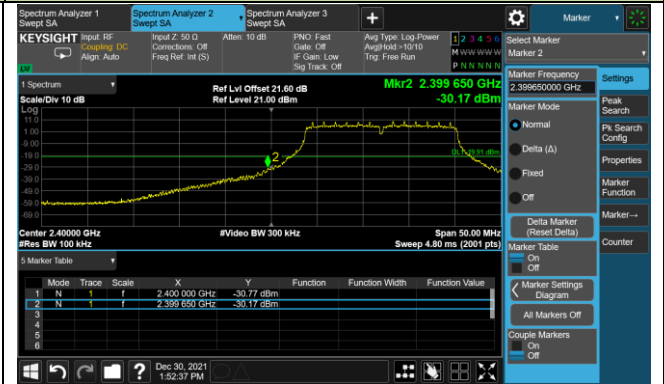 Spectrum Analyzer 1
Swept SA
Spectrum Analyzer 2
Swept SA
Spectrum Analyzer 3
Swept SA
Marker
KEYSIGHT
Input: RF
Coupling: DC
Align: Auto
Input Z: 50 Ω
Corrections: Off
Freq Ref: Int (S)
Atten: 10 dB
PNO: Fast
Gate: Off
IF Gain: Low
Sig Track: Off
Avg Type: Log-Power
Avg|Hold:>10/10
Trig: Free Run
1 2 3 4 5 6
M W W W W W
P N N N N N
Select Marker
Marker 2
1 Spectrum
Scale/Div 10 dB
Ref Lvl Offset 21.60 dB
Ref Level 21.00 dBm
Mkr2 2.399 650 GHz
-30.17 dBm
Log
11.0
1.00
-9.00
-19.0
-29.0
-39.0
-49.0
-59.0
-69.0
2
Center 2.40000 GHz
#Res BW 100 kHz
#Video BW 300 kHz
Span 50.00 MHz
Sweep 4.80 ms (2001 pts)
5 Marker Table
Mode Trace Scale X Y Function Function Width Function Value
1 N 1 f 2.400 000 GHz -30.77 dBm
2 N 1 f 2.399 650 GHz -30.17 dBm
3
4
5
6
Marker Frequency
2.399650000 GHz
Marker Mode
Normal
Delta (Δ)
Fixed
Off
Delta Marker
(Reset Delta)
Marker Table
On
Off
Marker Settings
Diagram
All Markers Off
Couple Markers
On
Off
Settings
Peak
Search
Pk Search
Config
Properties
Marker
Function
Marker→
Counter
Dec 30, 2021
1:52:37 PM